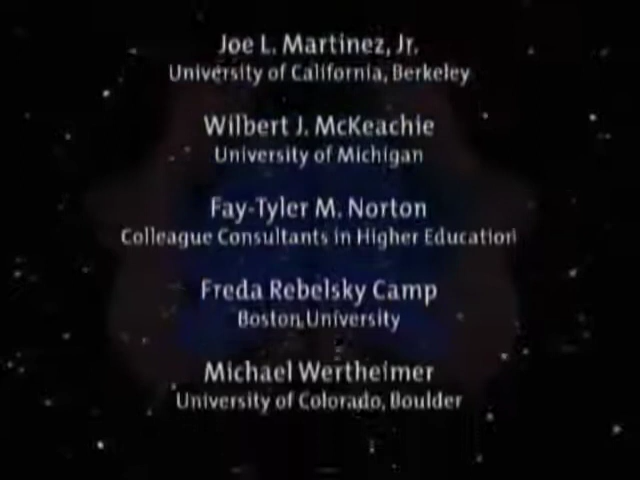 Joe L. Martinez, Jr.
University of California, Berkeley
Wilbert J. McKeachie
University of Michigan
Fay-Tyler M. Norton
Colleague Consultants in Higher Education
Freda Rebelsky Camp
Boston University
Michael Wertheimer
University of Colorado, Boulder